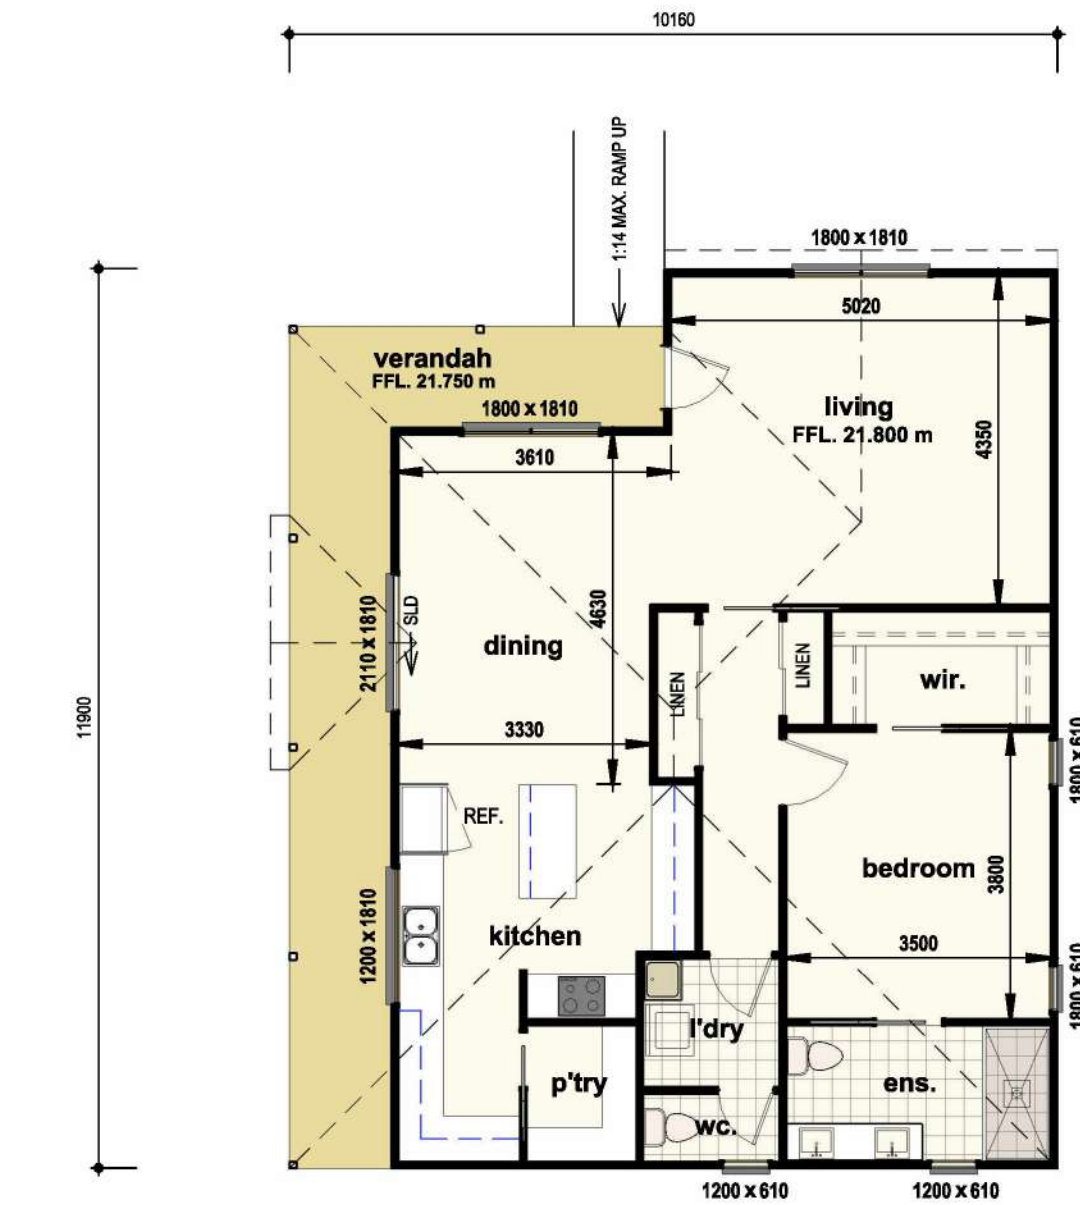 10160
1:14 MAX. RAMP UP
1800 x 1810
5020
verandah
FFL. 21.750 m
1800 x 1810
living
FFL. 21.800 m
4350
3610
4630
2110 x 1810
SLD
dining
LINEN
LINEN
wir.
11900
3330
1800 x 610
REF.
bedroom
3800
1200 x 1810
kitchen
3500
1800 x 610
l'dry
p'try
ens.
wc.
1200 x 610
1200 x 610